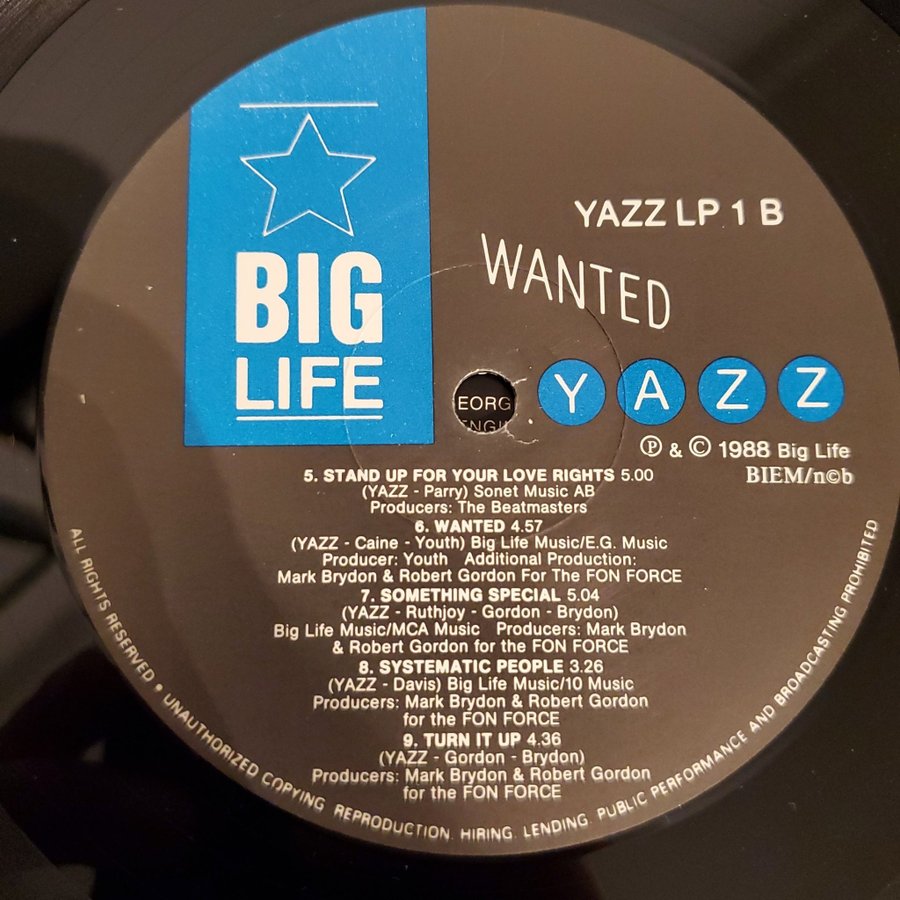 BIG
LIFE
YAZZ LP 1 B
WANTED
YAZZ
Ⓟ & © 1988 Big Life
BIEM/n©b
EORG
5. STAND UP FOR YOUR LOVE RIGHTS 5.00
(YAZZ - Parry) Sonet Music AB
Producers: The Beatmasters
6. WANTED 4.57
(YAZZ - Caine - Youth) Big Life Music/E.G. Music
Producer: Youth Additional Production:
Mark Brydon & Robert Gordon For The FON FORCE
7. SOMETHING SPECIAL 5.04
(YAZZ - Ruthjoy - Gordon - Brydon)
Big Life Music/MCA Music Producers: Mark Brydon
& Robert Gordon for the FON FORCE
8. SYSTEMATIC PEOPLE 3.26
(YAZZ - Davis) Big Life Music/10 Music
Producers: Mark Brydon & Robert Gordon
for the FON FORCE
9. TURN IT UP 4.36
(YAZZ - Gordon - Brydon)
Producers: Mark Brydon & Robert Gordon
for the FON FORCE
ALL RIGHTS RESERVED • UNAUTHORIZED COPYING. REPRODUCTION. HIRING. LENDING. PUBLIC PERFORMANCE AND BROADCASTING PROHIBITED